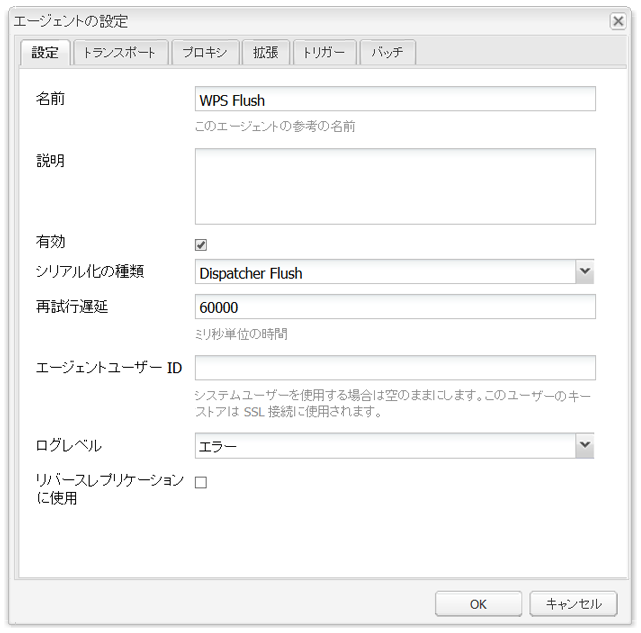 エージェントの設定
設定 トランスポート プロキシ 拡張 トリガー バッチ
名前 WPS Flush
このエージェントの参考の名前
説明
有効
シリアル化の種類 Dispatcher Flush
再試行遅延 60000
ミリ秒単位の時間
エージェントユーザー ID
システムユーザーを使用する場合は空のままにします。このユーザーのキー
ストアは SSL 接続に使用されます。
ログレベル エラー
リバースレプリケーション
に使用
OK キャンセル